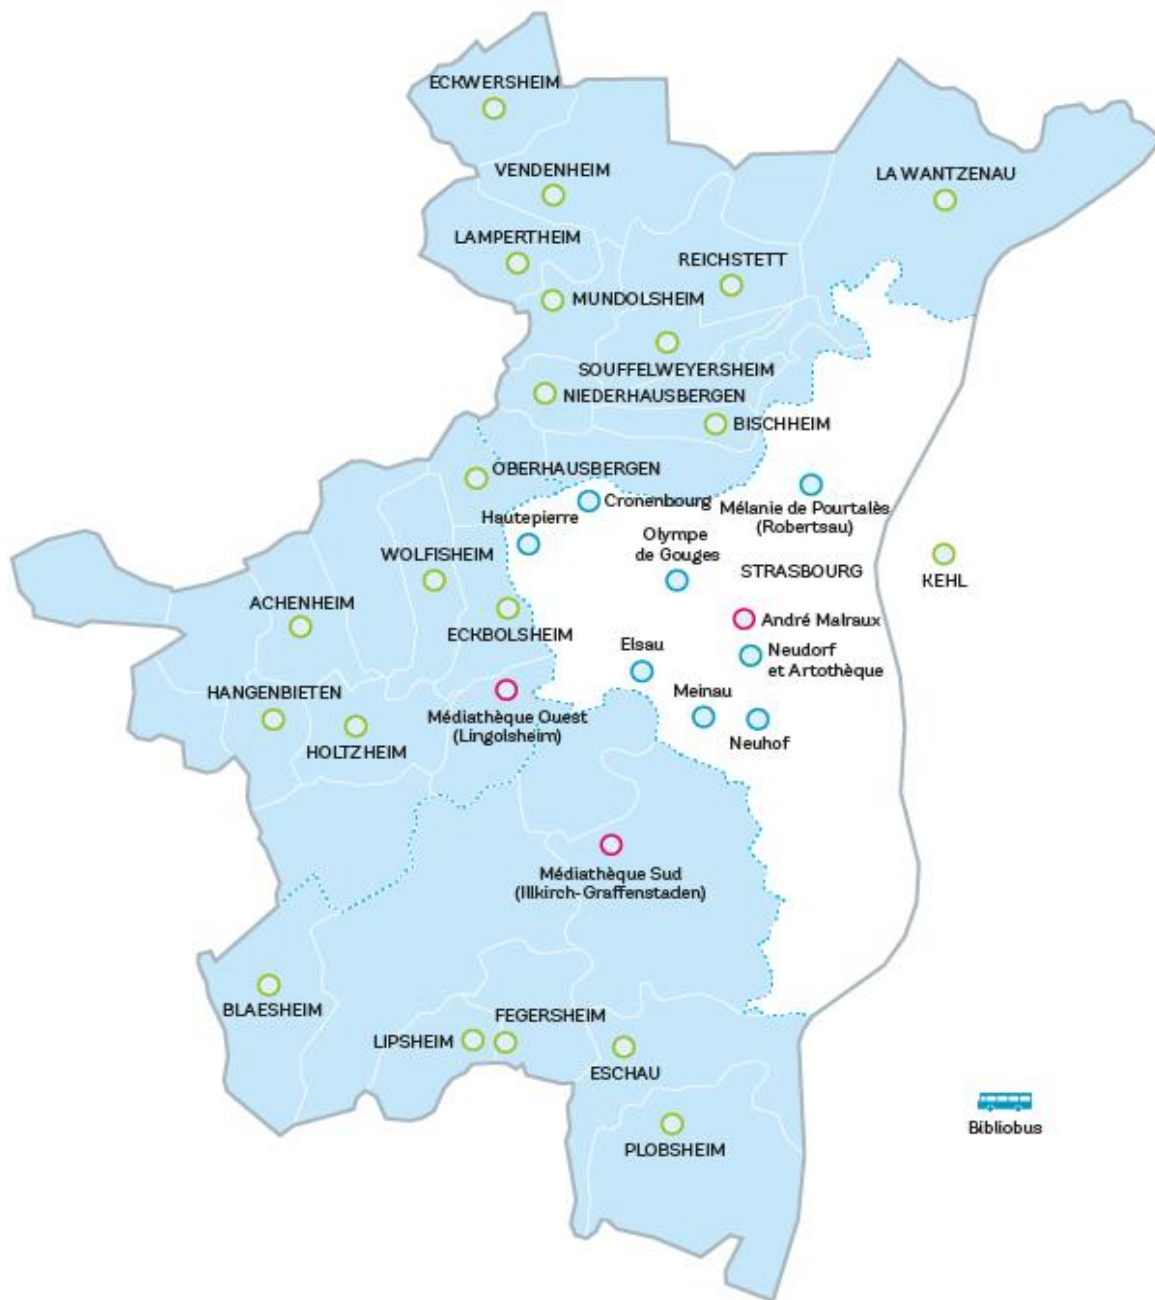 ECKWERSHEIM
VENDENHEIM
LA WANTZENAU
LAMPERTHEIM
REICHSTETT
MUNDOLSHEIM
SOUFFELWEYERSHEIM
NIEDERHAUSBERGEN
BISCHHEIM
OBERHAUSBERGEN
Cronenbourg
Mélanie de Pourtalès
(Robertsau)
Hautepierre
Olympe
de Gouges
WOLFISHEIM
STRASBOURG
KEHL
ACHENHEIM
André Malraux
ECKBOLSHEIM
Elsau
Neudorf
et Artothèque
HANGENBIETEN
Meinau
Médiathèque Ouest
(Lingolsheim)
HOLTZHEIM
Neuhof
Médiathèque Sud
(Illkirch-Graffenstaden)
BLAESHEIM
FEGERSHEIM
LIPSHEIM
ESCHAU
Bibliobus
PLOBSHEIM